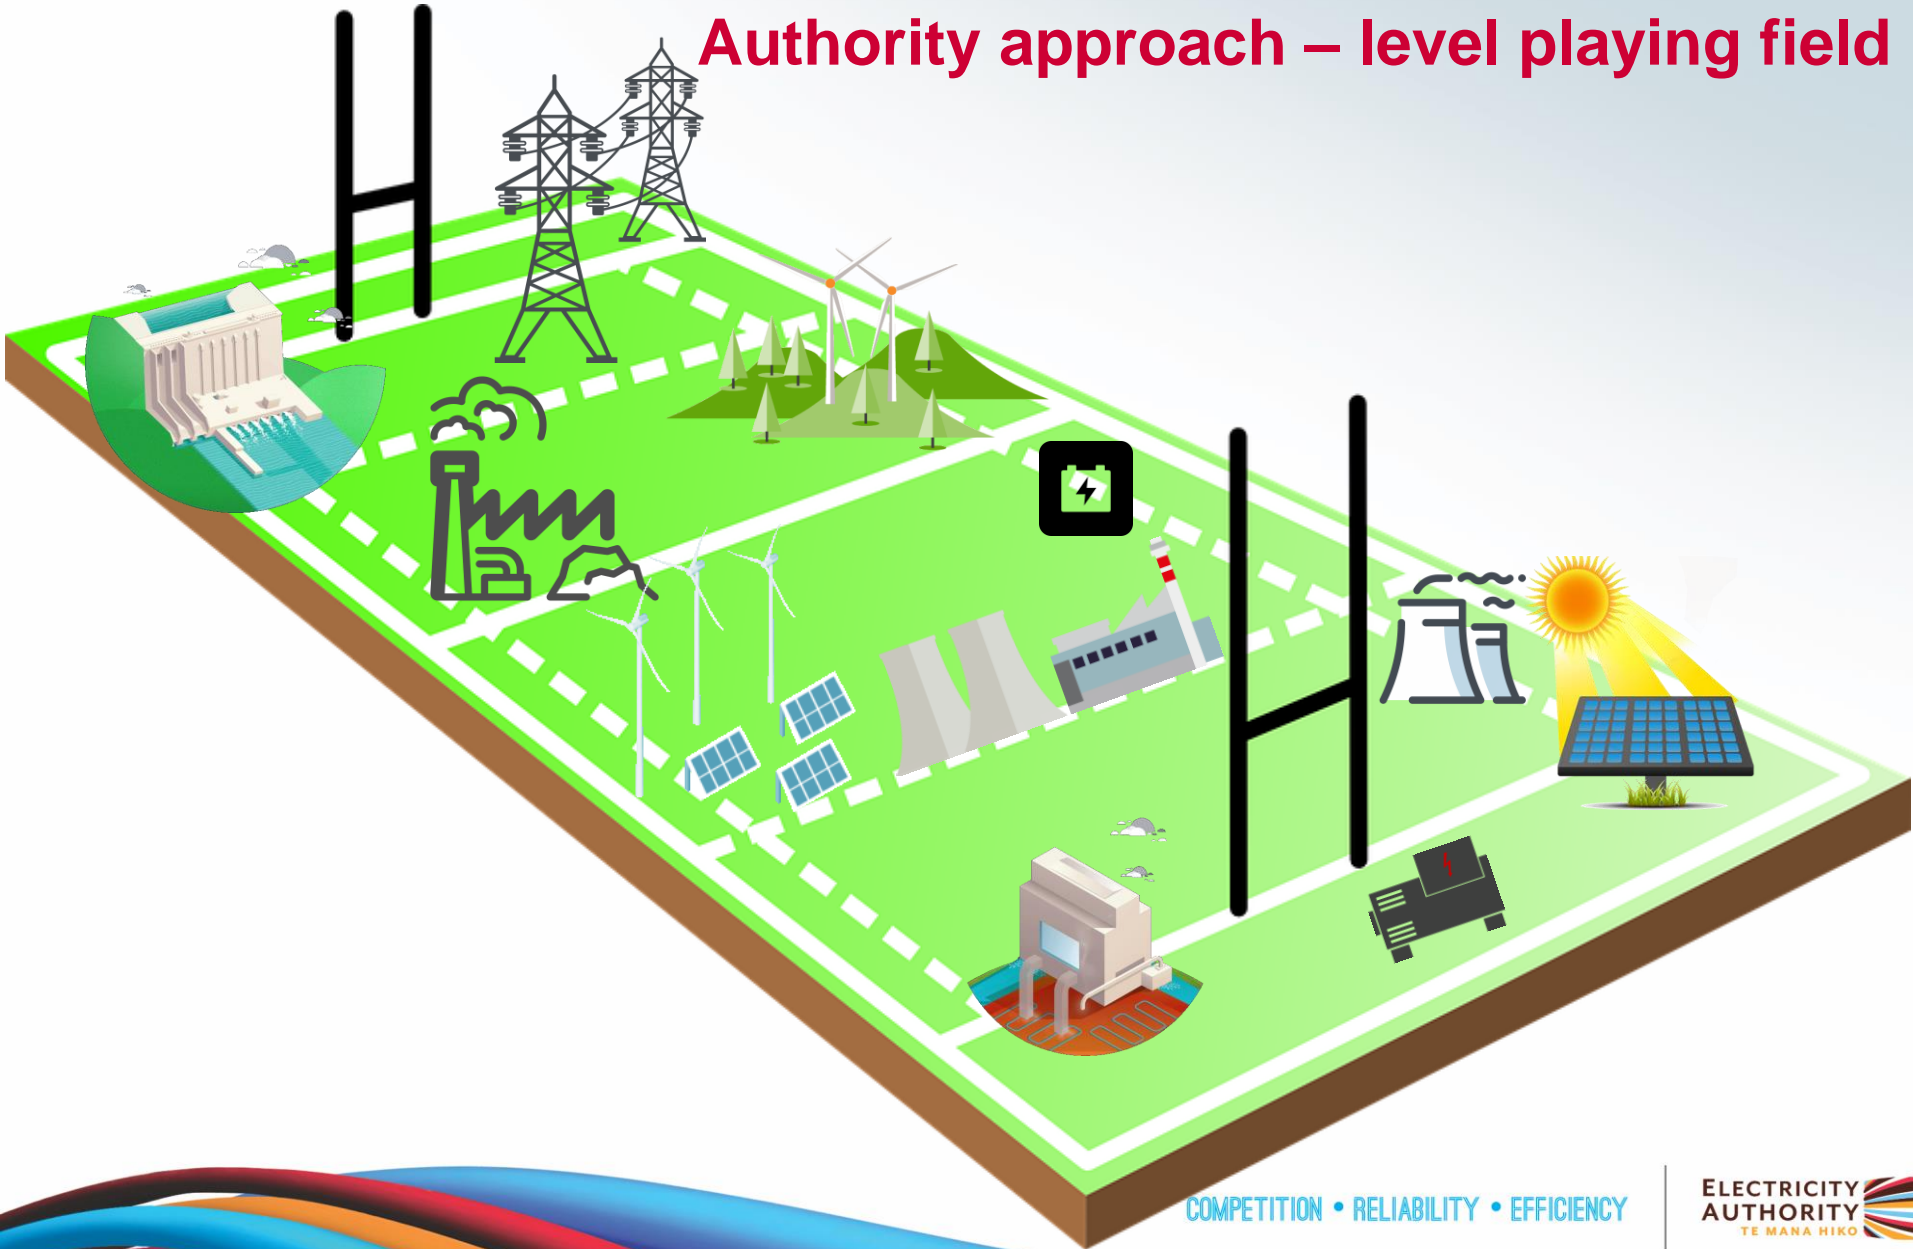 Authority approach – level playing field
COMPETITION • RELIABILITY • EFFICIENCY
ELECTRICITY
AUTHORITY
TE MANA HIKO